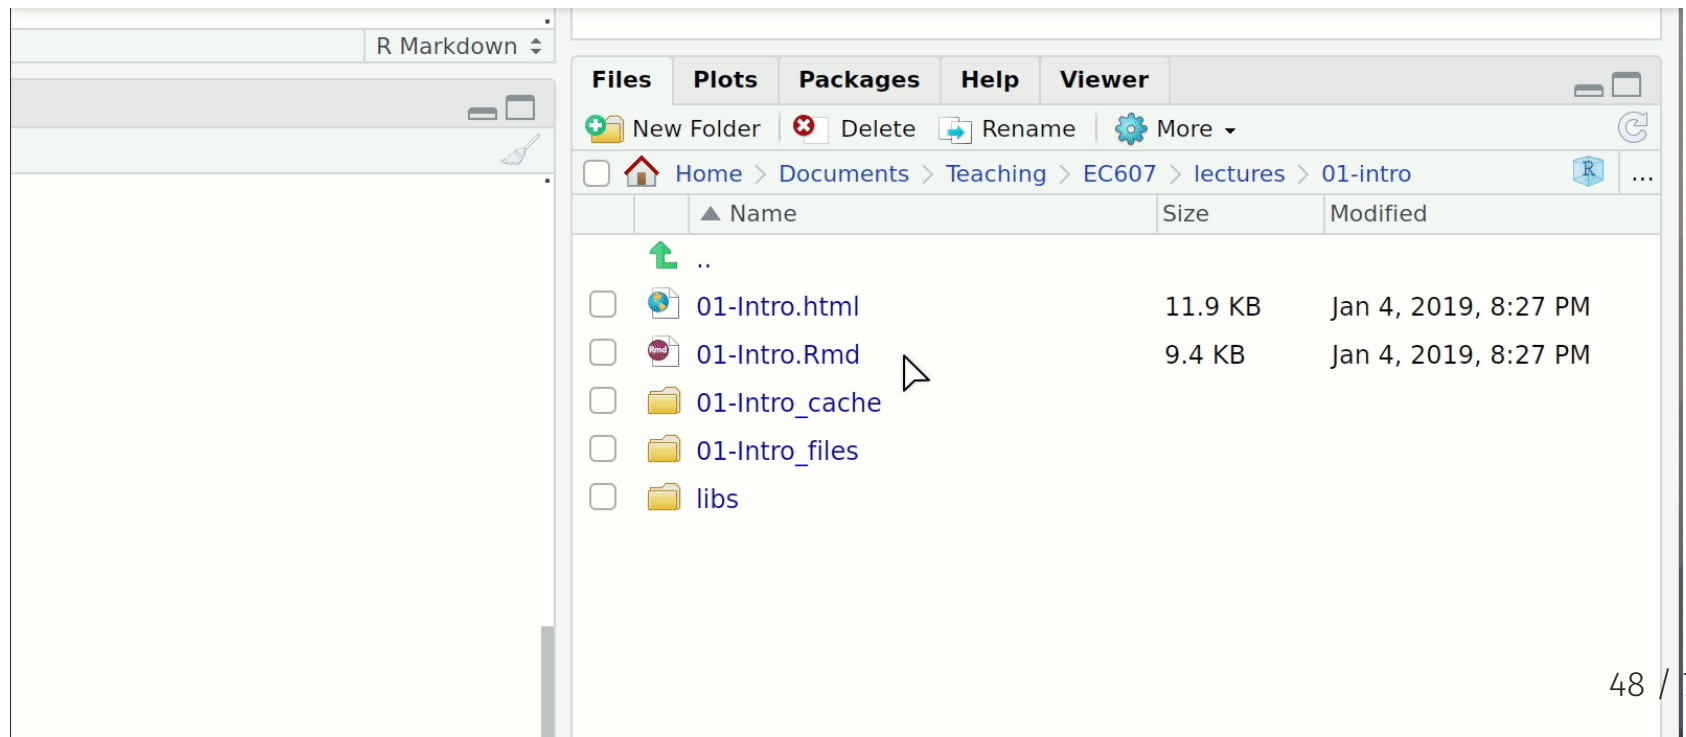 R Markdown
Files Plots Packages Help Viewer
New Folder Delete Rename More
Home > Documents > Teaching > EC607 > lectures > 01-intro R ...
Name Size Modified
..
01-Intro.html 11.9 KB Jan 4, 2019, 8:27 PM
Rmd 01-Intro.Rmd 9.4 KB Jan 4, 2019, 8:27 PM
01-Intro_cache
01-Intro_files
libs
48 /